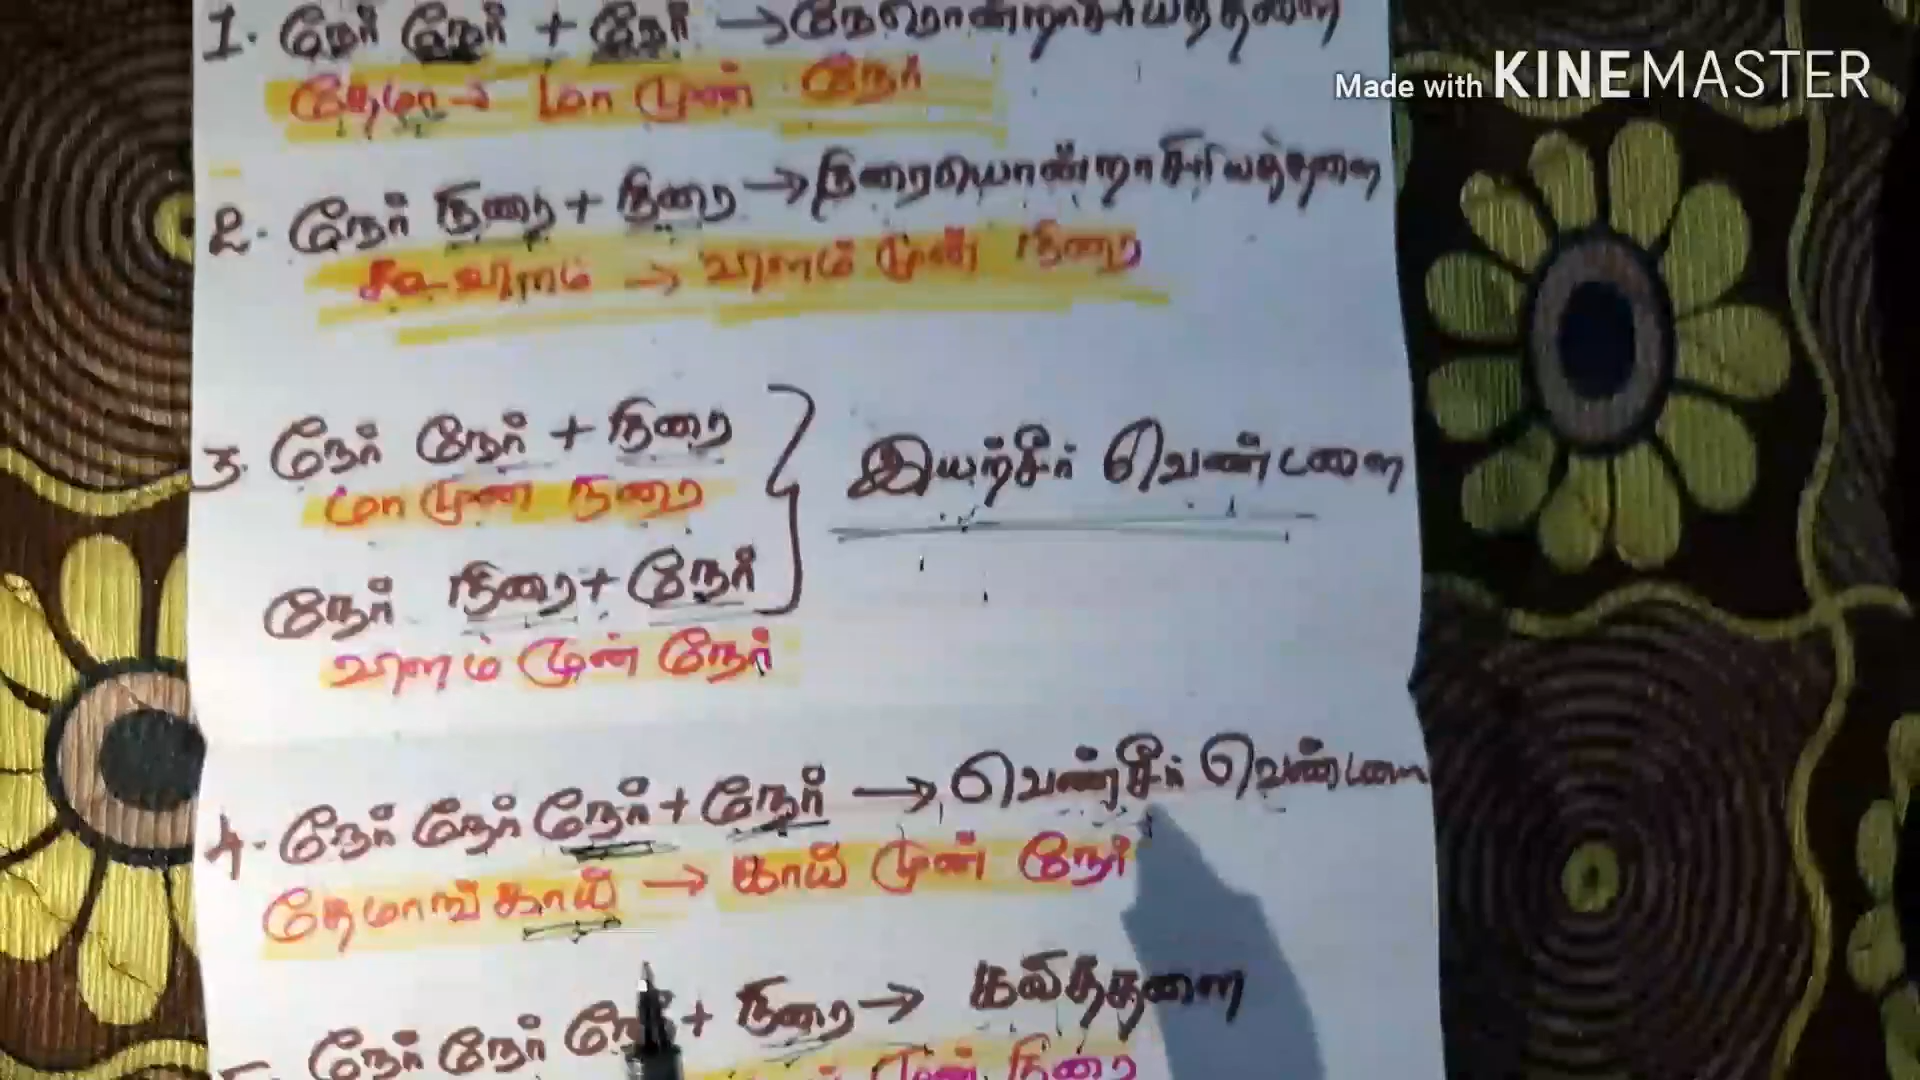 1. நேர் நேர் + நேர் → நேரொன்றாசிரியத்தளை
தேமா → மா முன் நேர்
Made with KINEMASTER
2. நேர் நிரை + நிரை → நிரையொன்றாசிரியத்தளை
கூவிளம் → விளம் முன் நிரை
3. நேர் நேர் + நிரை
மா முன் நிரை
இயற்சீர் வெண்டளை
நேர் நிரை + நேர்
விளம் முன் நேர்
4. நேர் நேர் நேர் + நேர் → வெண்சீர் வெண்டளை
தேமாங்காய் → காய் முன் நேர்
நேர் நேர் + நிரை → கலித்தளை
முன் நிரை